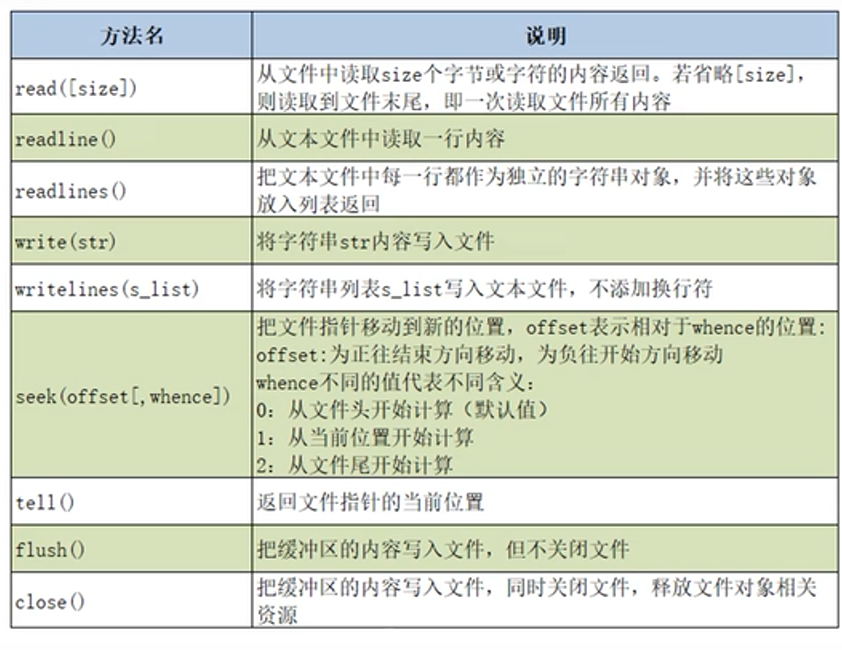 方法名 说明
read([size]) 从文件中读取size个字节或字符的内容返回。若省略[size],
则读取到文件末尾，即一次读取文件所有内容
readline() 从文本文件中读取一行内容
readlines() 把文本文件中每一行都作为独立的字符串对象，并将这些对象
放入列表返回
write(str) 将字符串str内容写入文件
writelines(s_list) 将字符串列表s_list写入文本文件，不添加换行符
seek(offset[,whence]) 把文件指针移动到新的位置，offset表示相对于whence的位置:
offset:为正往结束方向移动，为负往开始方向移动
whence不同的值代表不同含义:
0: 从文件头开始计算（默认值）
1: 从当前位置开始计算
2: 从文件尾开始计算
tell() 返回文件指针的当前位置
flush() 把缓冲区的内容写入文件，但不关闭文件
close() 把缓冲区的内容写入文件，同时关闭文件，释放文件对象相关
资源